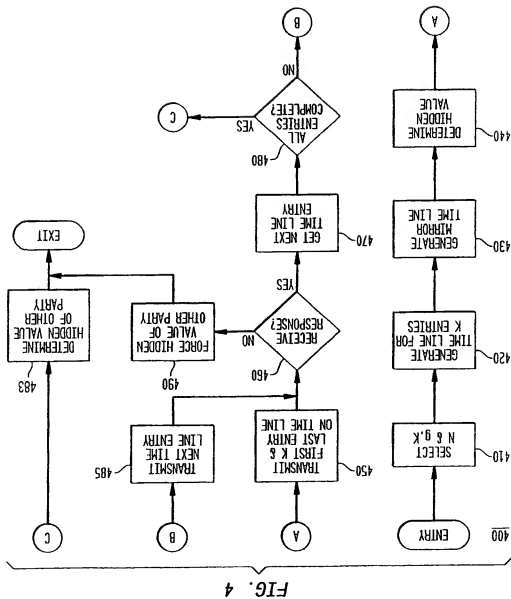 FIG. 4
400
ENTRY
410
SELECT
N & g,K
420
GENERATE
TIME LINE FOR
K ENTRIES
430
GENERATE
MIRROR
TIME LINE
440
DETERMINE
HIDDEN
VALUE
A
A
450
TRANSMIT
FIRST K &
LAST ENTRY
ON TIME LINE
460
RECEIVE
RESPONSE?
YES
NO
470
GET NEXT
TIME LINE
ENTRY
480
ALL
ENTRIES
COMPLETE?
YES
C
NO
B
B
485
TRANSMIT
NEXT TIME
LINE ENTRY
490
FORCE HIDDEN
VALUE OF
OTHER PARTY
C
483
DETERMINE
HIDDEN VALUE
OF OTHER
PARTY
EXIT